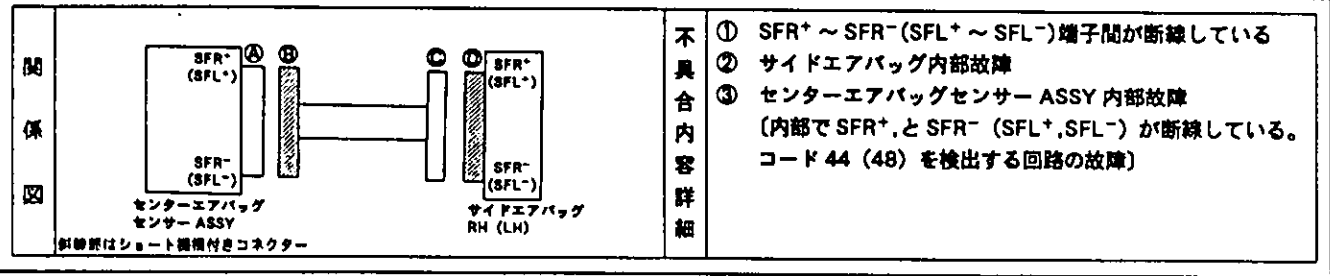 関係図
SFR⁺
(SFL⁺)
Ⓐ
Ⓑ
Ⓒ
Ⓓ
SFR⁺
(SFL⁺)
SFR⁻
(SFL⁻)
SFR⁻
(SFL⁻)
センターエアバッグ
センサー ASSY
サイドエアバッグ
RH (LH)
斜線部はショート機構付きコネクター
不具合内容詳細
① SFR⁺ ~ SFR⁻(SFL⁺ ~ SFL⁻)端子間が断線している
② サイドエアバッグ内部故障
③ センターエアバッグセンサー ASSY 内部故障
〔内部で SFR⁺,と SFR⁻ (SFL⁺,SFL⁻) が断線している。
コード 44 (48) を検出する回路の故障〕